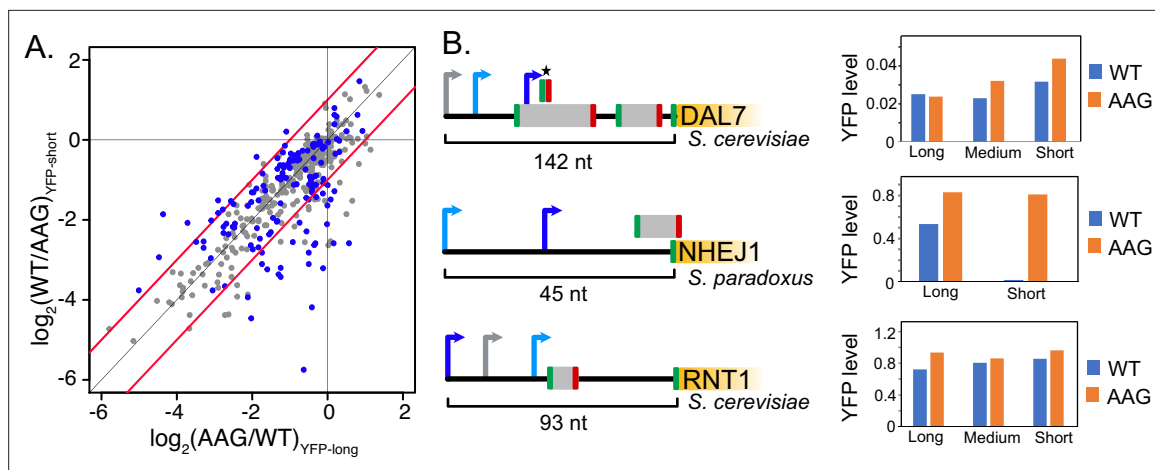 A.
log2(WT/AAG)YFP-short
2
0
-2
-4
-6
-6 -4 -2 0 2
log2(AAG/WT)YFP-long
B.
★
DAL7
S. cerevisiae
142 nt
NHEJ1
S. paradoxus
45 nt
RNT1
S. cerevisiae
93 nt
YFP level
0.04
0.02
0
Long Medium Short
WT
AAG
YFP level
0.8
0.4
0
Long Short
WT
AAG
YFP level
1.2
0.8
0.4
0
Long Medium Short
WT
AAG